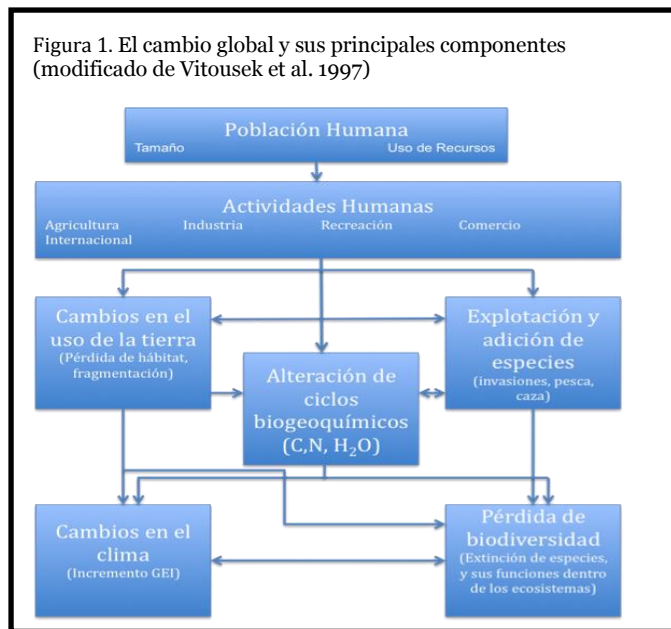 Figura 1. El cambio global y sus principales componentes
(modificado de Vitousek et al. 1997)
Población Humana
Tamaño Uso de Recursos
Actividades Humanas
Agricultura Industria Recreación Comercio
Internacional
Cambios en el
uso de la tierra
(Pérdida de hábitat,
fragmentación)
Explotación y
adición de
especies
(invasiones, pesca,
caza)
Alteración de
ciclos
biogeoquímicos
(C,N, H₂O)
Cambios en el
clima
(Incremento GEI)
Pérdida de
biodiversidad
(Extinción de especies,
y sus funciones dentro
de los ecosistemas)